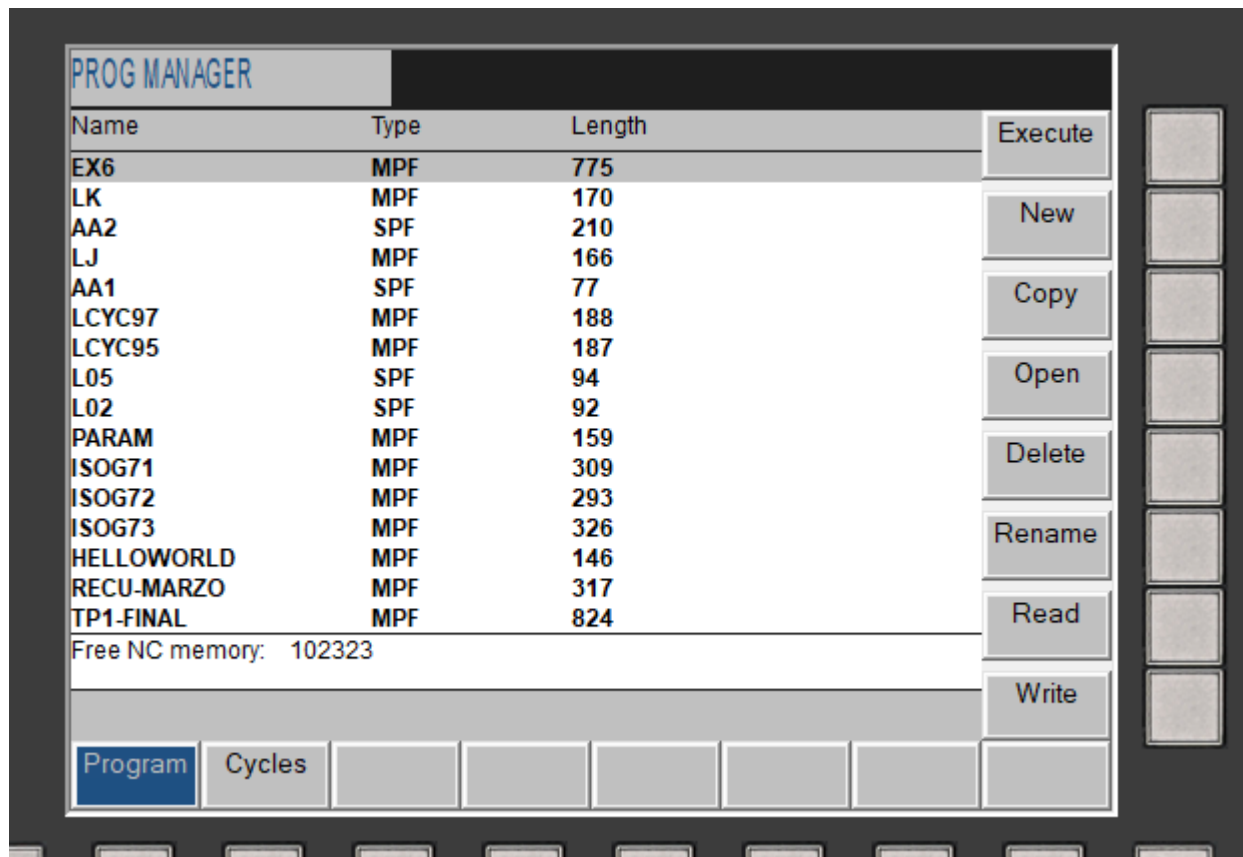 PROG MANAGER
Name Type Length
EX6 MPF 775
LK MPF 170
AA2 SPF 210
LJ MPF 166
AA1 SPF 77
LCYC97 MPF 188
LCYC95 MPF 187
L05 SPF 94
L02 SPF 92
PARAM MPF 159
ISOG71 MPF 309
ISOG72 MPF 293
ISOG73 MPF 326
HELLOWORLD MPF 146
RECU-MARZO MPF 317
TP1-FINAL MPF 824
Free NC memory: 102323
Execute
New
Copy
Open
Delete
Rename
Read
Write
Program Cycles